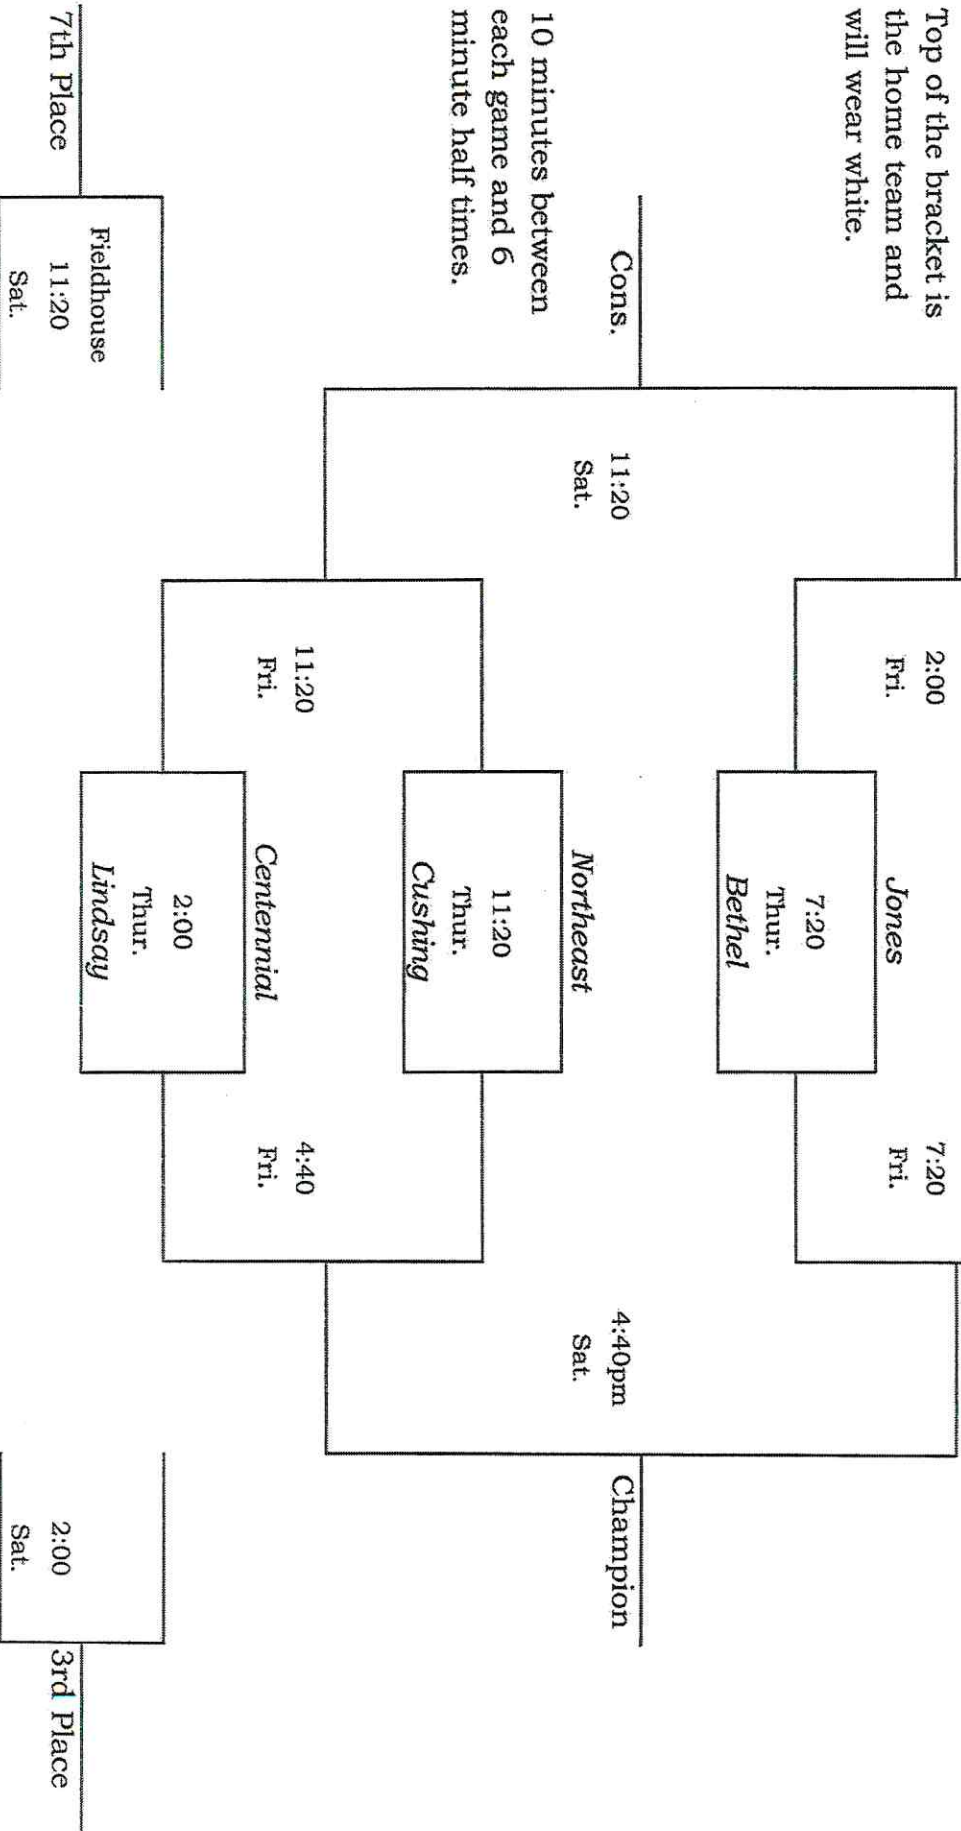 Top of the bracket is
the home team and
will wear white.
2:00
Fri.
Jones
7:20
Thur.
Bethel
7:20
Fri.
Cons.
11:20
Sat.
4:40pm
Sat.
Champion
10 minutes between
each game and 6
minute half times.
Northeast
11:20
Thur.
Cushing
11:20
Fri.
4:40
Fri.
Centennial
2:00
Thur.
Lindsay
7th Place
Fieldhouse
11:20
Sat.
2:00
Sat.
3rd Place